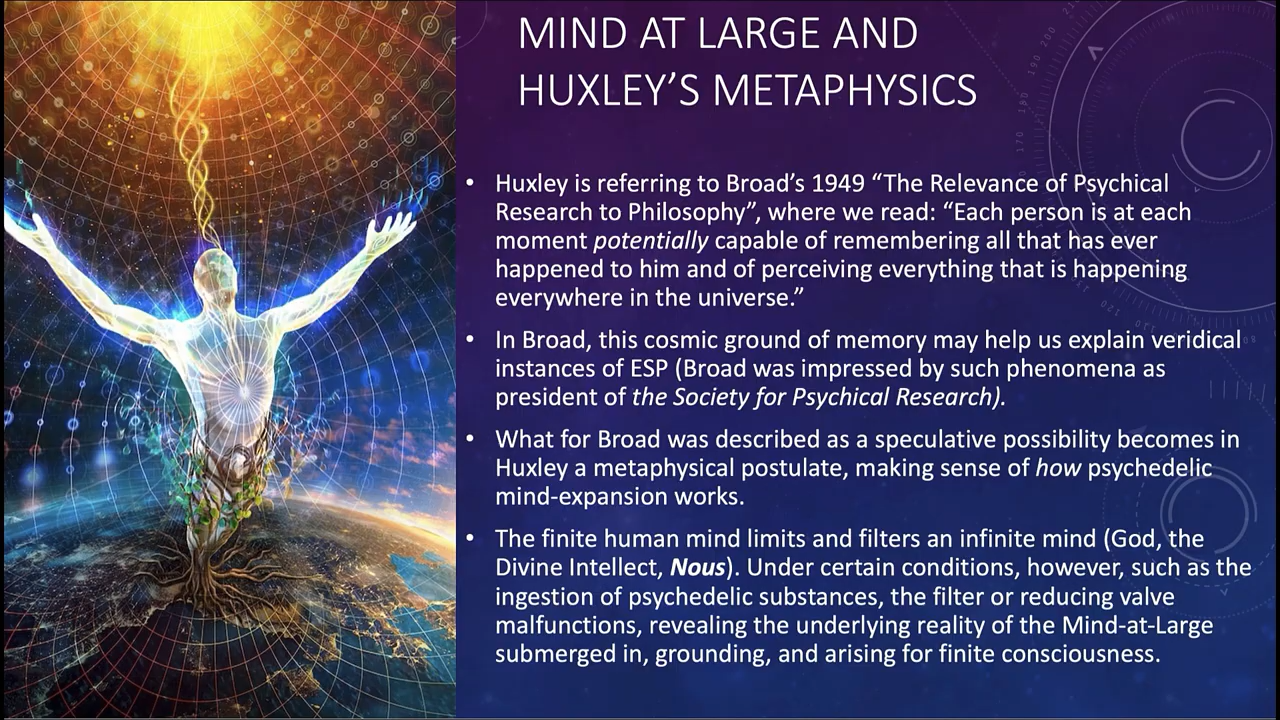 MIND AT LARGE AND
HUXLEY'S METAPHYSICS
• Huxley is referring to Broad's 1949 “The Relevance of Psychical
Research to Philosophy”, where we read: “Each person is at each
moment potentially capable of remembering all that has ever
happened to him and of perceiving everything that is happening
everywhere in the universe.”
• In Broad, this cosmic ground of memory may help us explain veridical
instances of ESP (Broad was impressed by such phenomena as
president of the Society for Psychical Research).
• What for Broad was described as a speculative possibility becomes in
Huxley a metaphysical postulate, making sense of how psychedelic
mind-expansion works.
• The finite human mind limits and filters an infinite mind (God, the
Divine Intellect, Nous). Under certain conditions, however, such as the
ingestion of psychedelic substances, the filter or reducing valve
malfunctions, revealing the underlying reality of the Mind-at-Large
submerged in, grounding, and arising for finite consciousness.